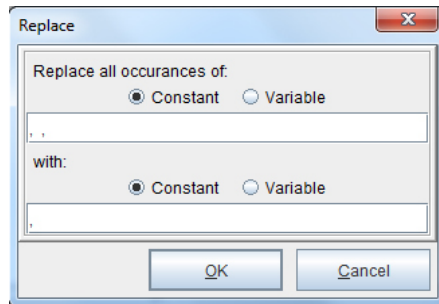 Replace
Replace all occurances of:
Constant Variable
, ,
with:
Constant Variable
,
OK Cancel